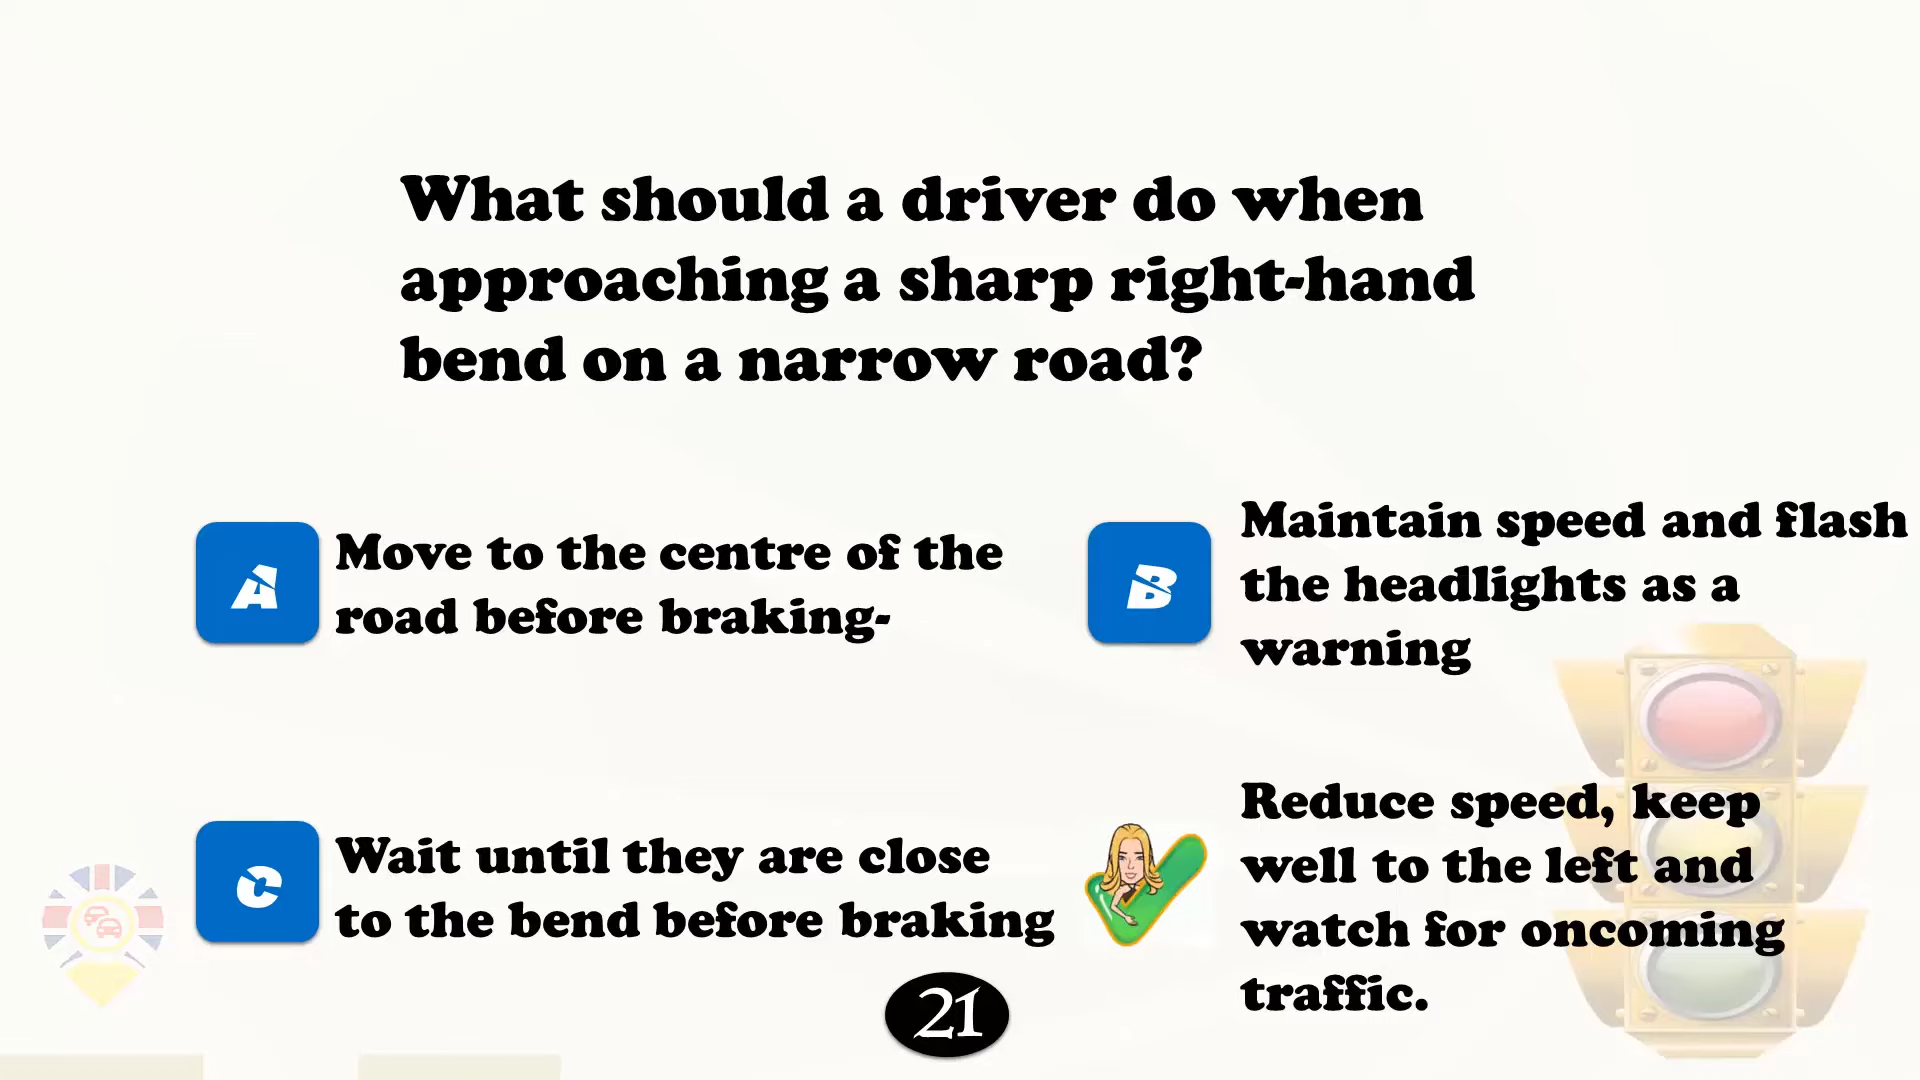 What should a driver do when
approaching a sharp right-hand
bend on a narrow road?
A
Move to the centre of the
road before braking-
B
Maintain speed and flash
the headlights as a
warning
C
Wait until they are close
to the bend before braking
Reduce speed, keep
well to the left and
watch for oncoming
traffic.
21